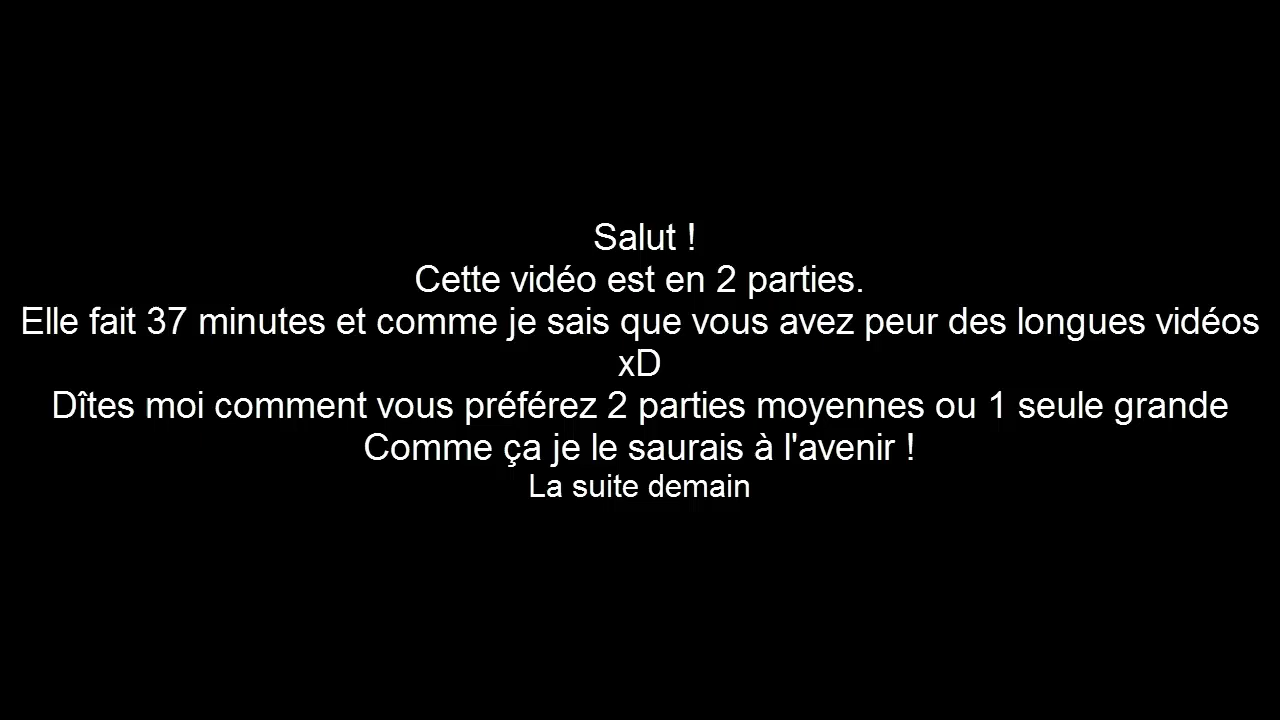 Salut !
Cette vidéo est en 2 parties.
Elle fait 37 minutes et comme je sais que vous avez peur des longues vidéos
xD
Dîtes moi comment vous préférez 2 parties moyennes ou 1 seule grande
Comme ça je le saurais à l'avenir !
La suite demain